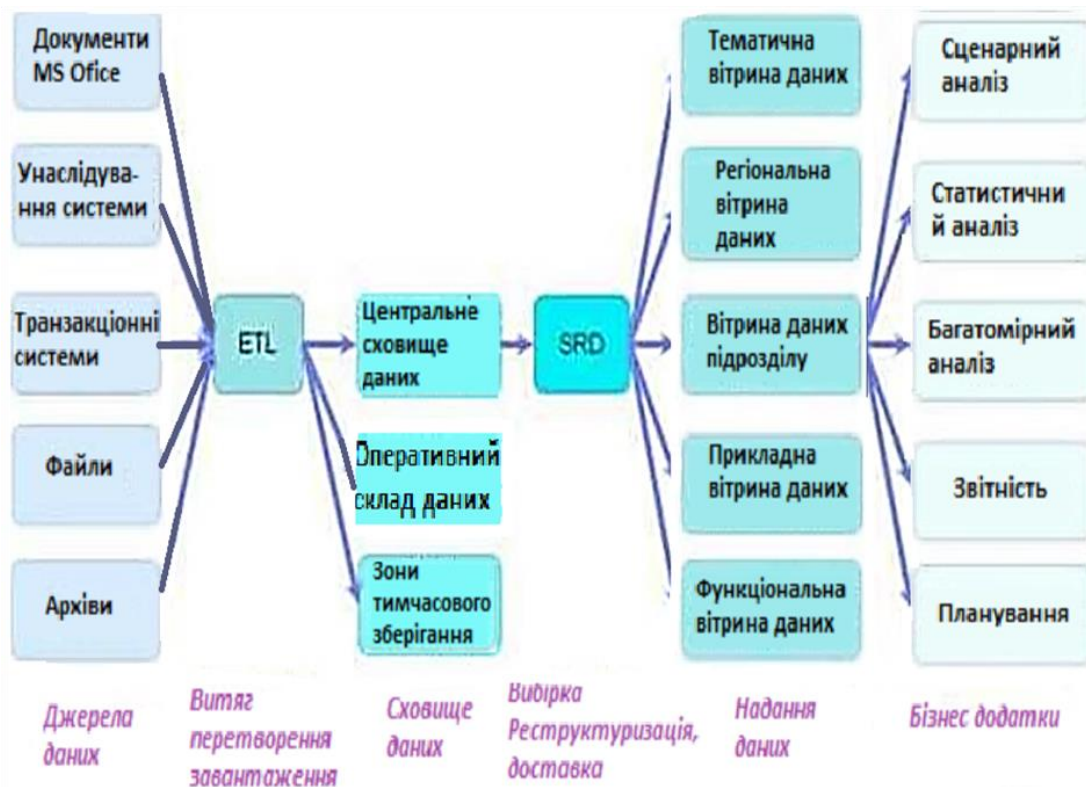 Документи
MS Ofice
Унаслідува-
ння системи
Транзакціонні
системи
Файли
Архіви
ETL
Центральне
сховище
даних
Оперативний
склад даних
Зони
тимчасового
зберігання
SRD
Тематична
вітрина даних
Регіональна
вітрина
даних
Вітрина даних
підрозділу
Прикладна
вітрина даних
Функціональна
вітрина даних
Сценарний
аналіз
Статистични
й аналіз
Багатомірний
аналіз
Звітність
Планування
Джерела
даних
Витяг
перетворення
завантаження
Сховище
даних
Вибірка
Реструктуризація,
доставка
Надання
даних
Бізнес додатки